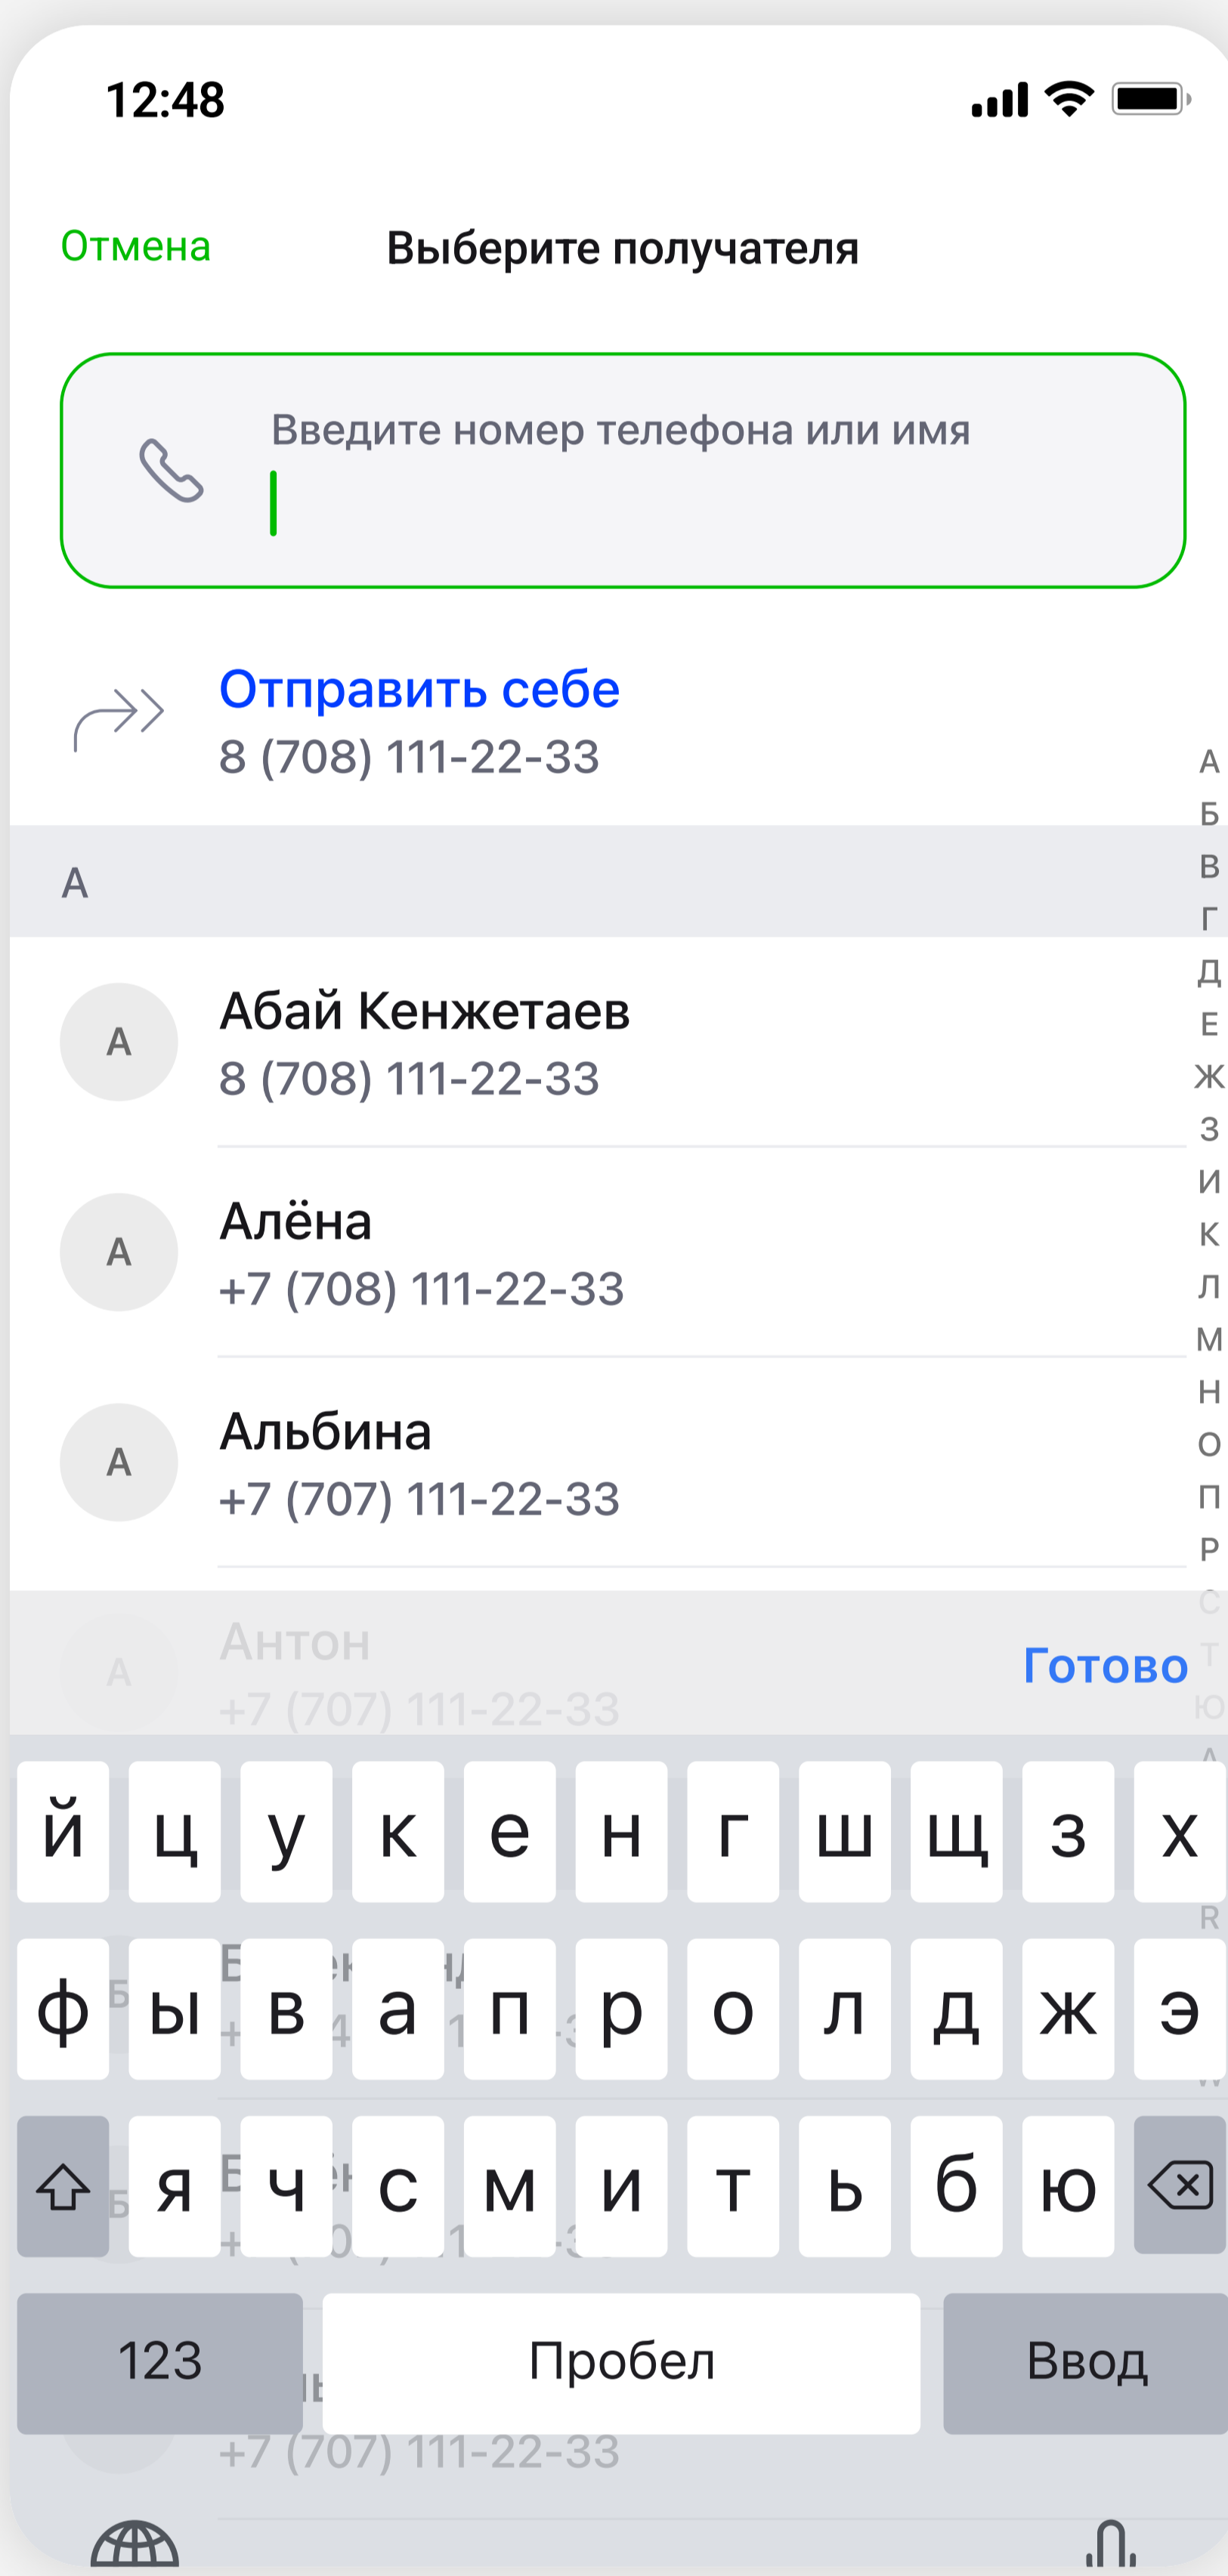 12:48
Отмена
Выберите получателя
Введите номер телефона или имя
Отправить себе
8 (708) 111-22-33
А
Б
В
Г
Д
Е
Ж
З
И
К
Л
М
Н
О
П
Р
С
Т
Ю
А
R
W
А
А
Абай Кенжетаев
8 (708) 111-22-33
А
Алёна
+7 (708) 111-22-33
А
Альбина
+7 (707) 111-22-33
А
Антон
+7 (707) 111-22-33
Готово
й ц у к е н г ш щ з х
ф ы в а п р о л д ж э
я ч с м и т ь б ю
123 Пробел Ввод
+7 (707) 111-22-33